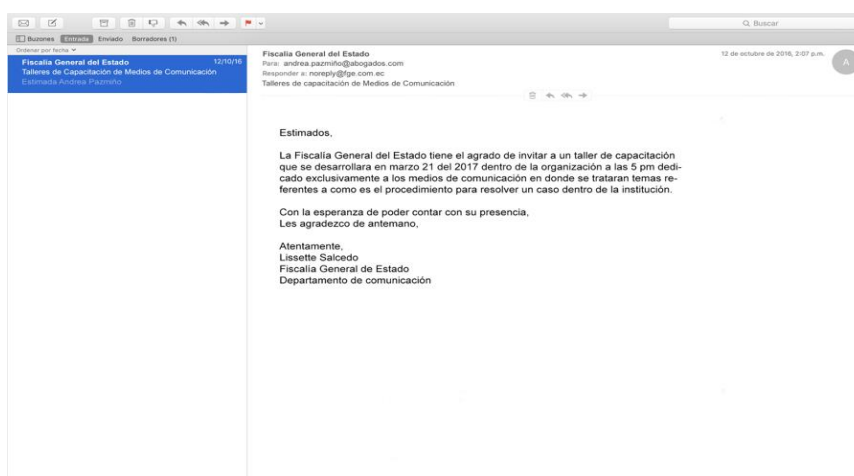 Buscar
Buzones Entrada Enviado Borradores (1)
Ordenar por fecha
Fiscalía General del Estado 12/10/16
Talleres de Capacitación de Medios de Comunicación
Estimada Andrea Pazmiño
Fiscalía General del Estado 12 de octubre de 2016, 2:07 p.m.
Para: andrea.pazmiño@abogados.com
Responder a: noreply@fge.com.ec
Talleres de capacitación de Medios de Comunicación
A
Estimados,
La Fiscalía General del Estado tiene el agrado de invitar a un taller de capacitación
que se desarrollara en marzo 21 del 2017 dentro de la organización a las 5 pm dedi-
cado exclusivamente a los medios de comunicación en donde se trataran temas re-
ferentes a como es el procedimiento para resolver un caso dentro de la institución.
Con la esperanza de poder contar con su presencia,
Les agradezco de antemano,
Atentamente,
Lissette Salcedo
Fiscalía General de Estado
Departamento de comunicación